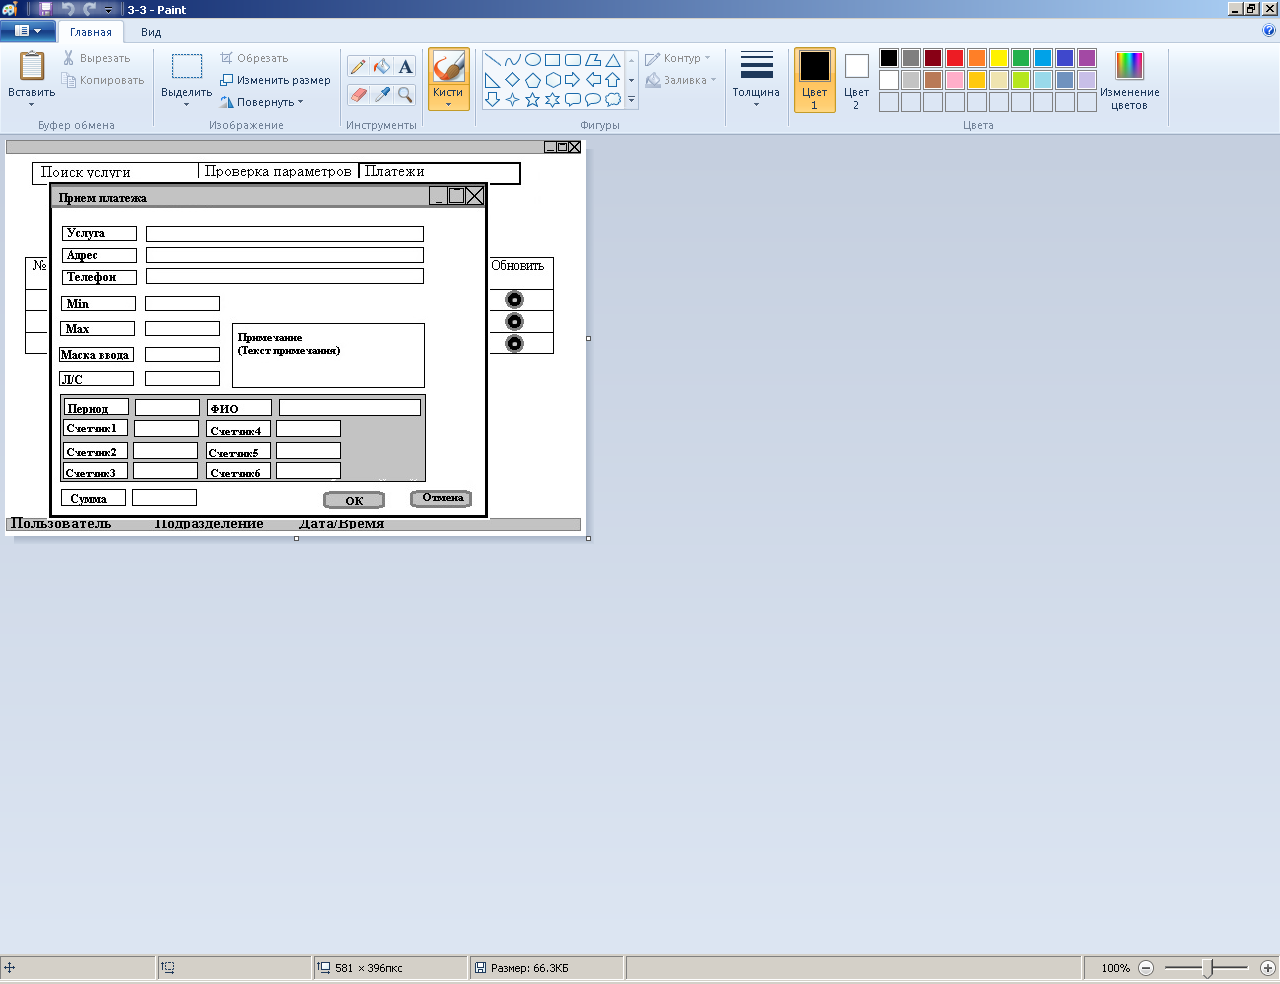 3-3 - Paint
Главная Вид
Вставить
Вырезать
Копировать
Буфер обмена
Выделить
Обрезать
Изменить размер
Повернуть
Изображение
Инструменты
Кисти
Контур
Заливка
Фигуры
Толщина
Цвет 1
Цвет 2
Изменение цветов
Цвета
Поиск услуги Проверка параметров Платежи
Прием платежа
№ Обновить
Услуга
Адрес
Телефон
Min
Max
Маска ввода
Л/С
Примечание
(Текст примечания)
Период ФИО
Счетчик1 Счетчик4
Счетчик2 Счетчик5
Счетчик3 Счетчик6
Сумма ОК Отмена
Пользователь Подразделение Дата/Время
581 × 396пкс Размер: 66.3КБ 100%